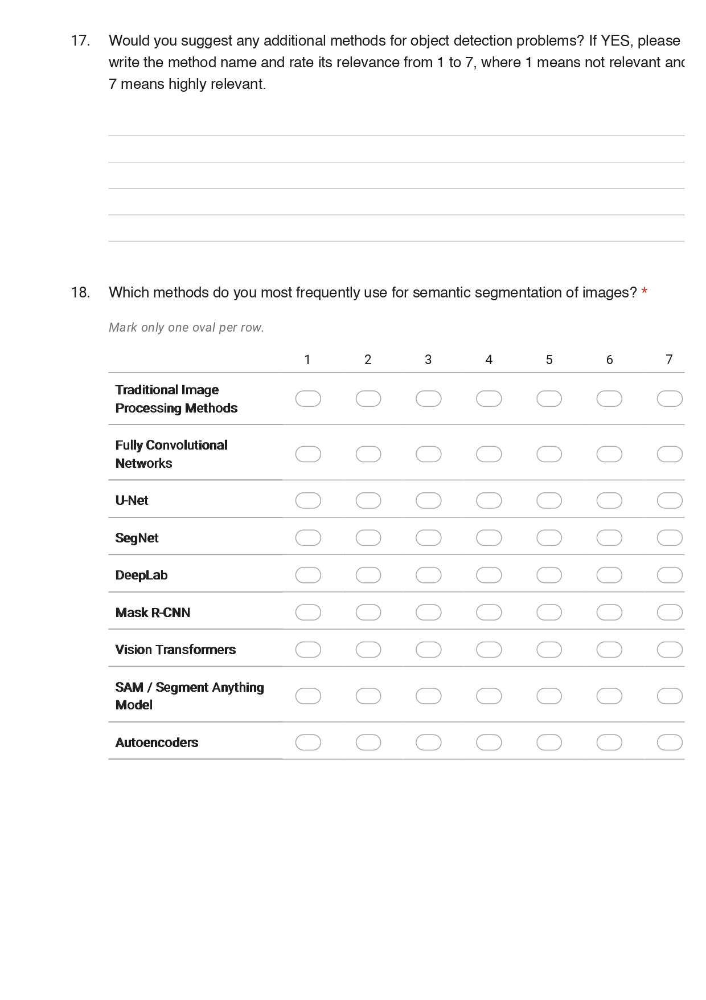 17. Would you suggest any additional methods for object detection problems? If YES, please
write the method name and rate its relevance from 1 to 7, where 1 means not relevant and
7 means highly relevant.
18. Which methods do you most frequently use for semantic segmentation of images? *
Mark only one oval per row.
1 2 3 4 5 6 7
Traditional Image
Processing Methods
Fully Convolutional
Networks
U-Net
SegNet
DeepLab
Mask R-CNN
Vision Transformers
SAM / Segment Anything
Model
Autoencoders